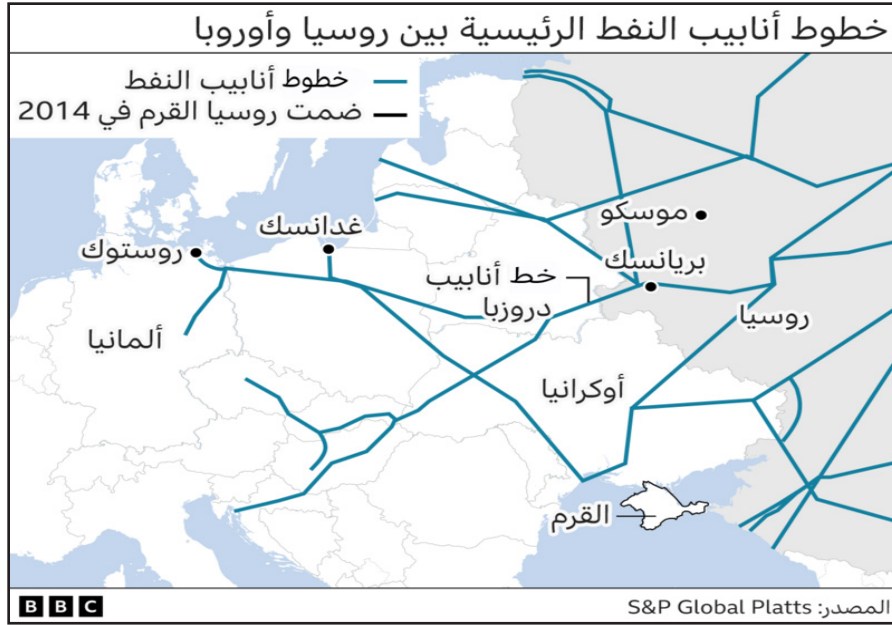 خطوط أنابيب النفط الرئيسية بين روسيا وأوروبا
خطوط أنابيب النفط
ضمت روسيا القرم في 2014
موسكو
غدانسك
روستوك
بريانسك
خط أنابيب
دروزبا
روسيا
ألمانيا
أوكرانيا
القرم
المصدر: S&P Global Platts
BBC